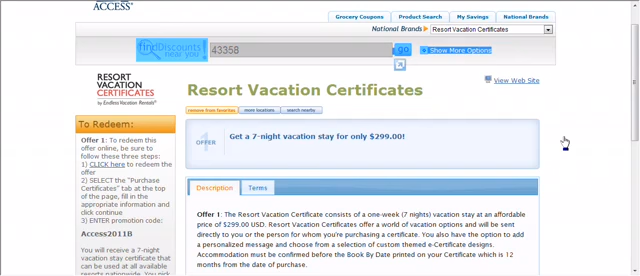 ACCESS
Grocery Coupons Product Search My Savings National Brands
National Brands Resort Vacation Certificates
findDiscounts near you! 43358 go Show More Options
View Web Site
RESORT
VACATION
CERTIFICATES
by Endless Vacation Rentals
Resort Vacation Certificates
remove from favorites more locations search nearby
To Redeem:
Offer 1: To redeem this
offer online, be sure to
follow these three steps:
1) CLICK here to redeem
the offer
2) SELECT the "Purchase
Certificates" tab at the top
of the page, fill in the
appropriate information and
click continue
3) ENTER promotion code:
Access2011B
You will receive a 7-night
vacation stay certificate
that can be used at all available
1
OFFER
Get a 7-night vacation stay for only $299.00!
Description Terms
Offer 1: The Resort Vacation Certificate consists of a one-week (7 nights) vacation stay at an affordable
price of $299.00 USD. Resort Vacation Certificates offer a world of vacation options and will be sent
directly to you or the person for whom you're purchasing a certificate. You also have the option to add
a personalized message and choose from a selection of custom themed e-Certificate designs.
Accommodation must be confirmed before the Book By Date printed on your Certificate which is 12
months from the date of purchase.